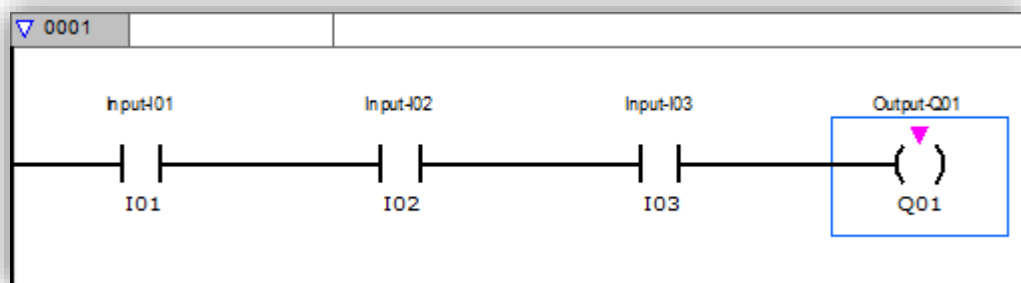 0001
Input-I01 Input-I02 Input-I03 Output-Q01
I01 I02 I03 Q01